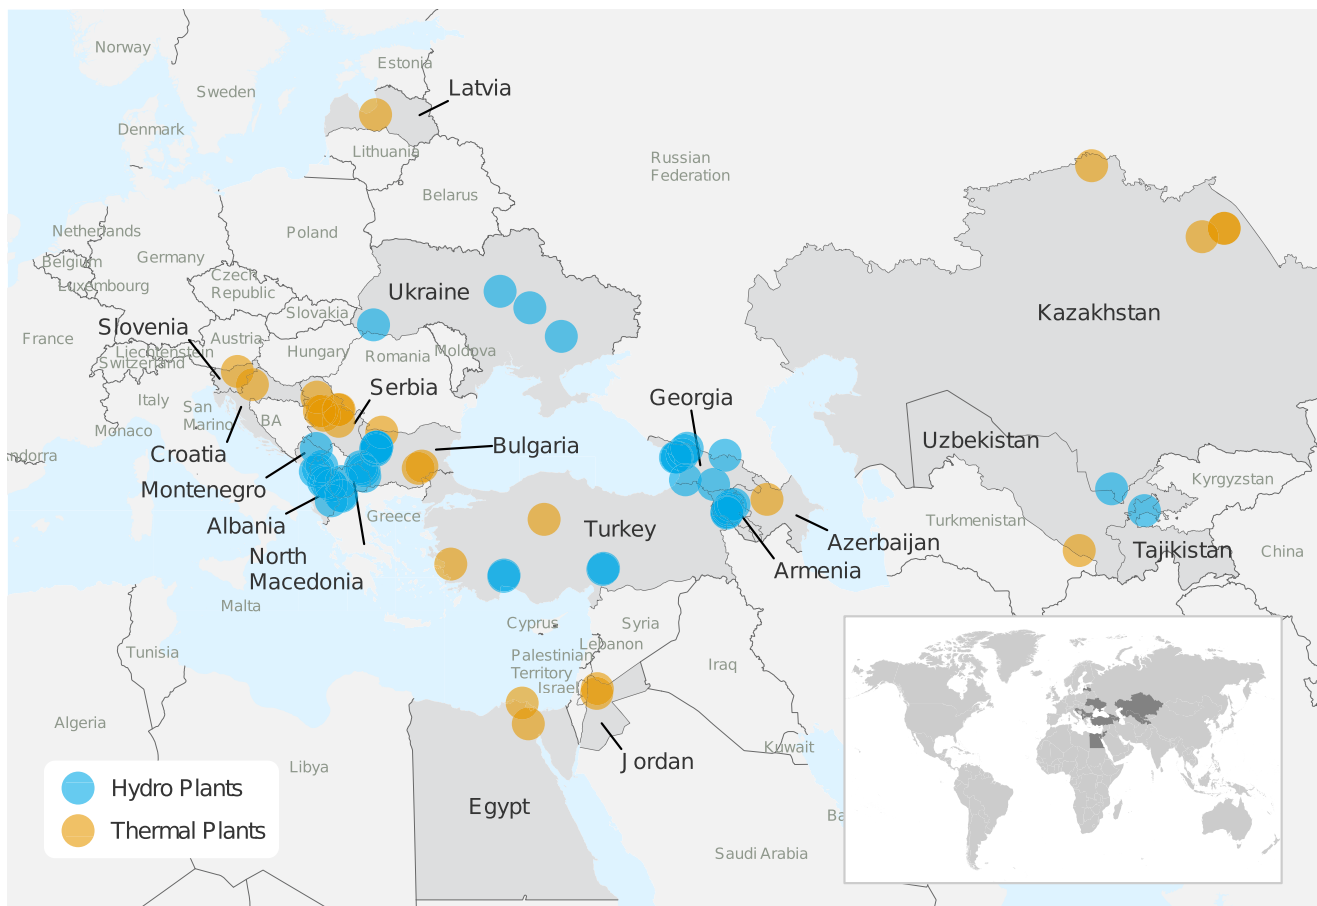 Norway
Estonia
Latvia
Sweden
Denmark
Lithuania
Russian
Federation
Belarus
Netherlands
Poland
Belgium
Germany
Czech
Republic
Luxembourg
Ukraine
Slovakia
Kazakhstan
Slovenia
France
Austria
Liechtenstein
Hungary
Romania
Moldova
Switzerland
Serbia
Italy
San
Marino
BA
Georgia
Monaco
Uzbekistan
Croatia
Bulgaria
ndorra
Montenegro
Kyrgyzstan
Albania
Greece
Turkey
Turkmenistan
Azerbaijan
Tajikistan
China
North
Macedonia
Armenia
Malta
Cyprus
Syria
Lebanon
Tunisia
Palestinian
Territory
Israel
Iraq
Algeria
Jordan
Kuwait
Libya
Hydro Plants
Egypt
Ba
Thermal Plants
Saudi Arabia